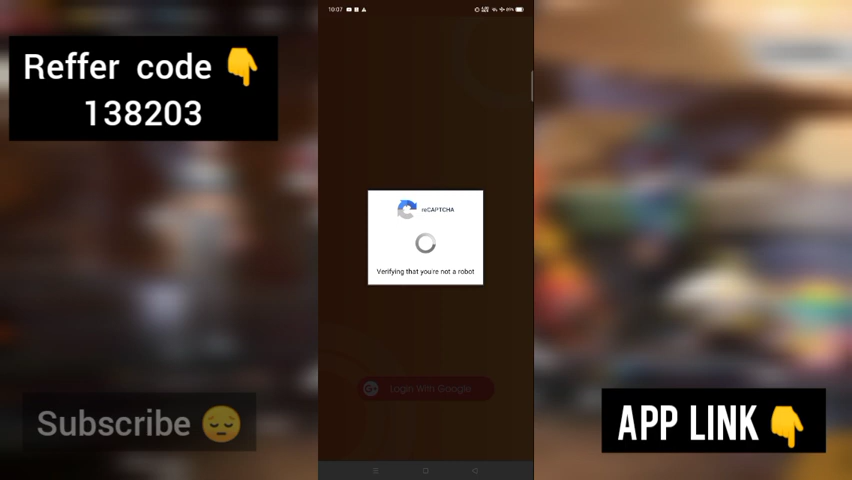 Reffer code 👇
138203
10:07
reCAPTCHA
Verifying that you're not a robot
G+ Login With Google
Subscribe 😔
APP LINK 👇